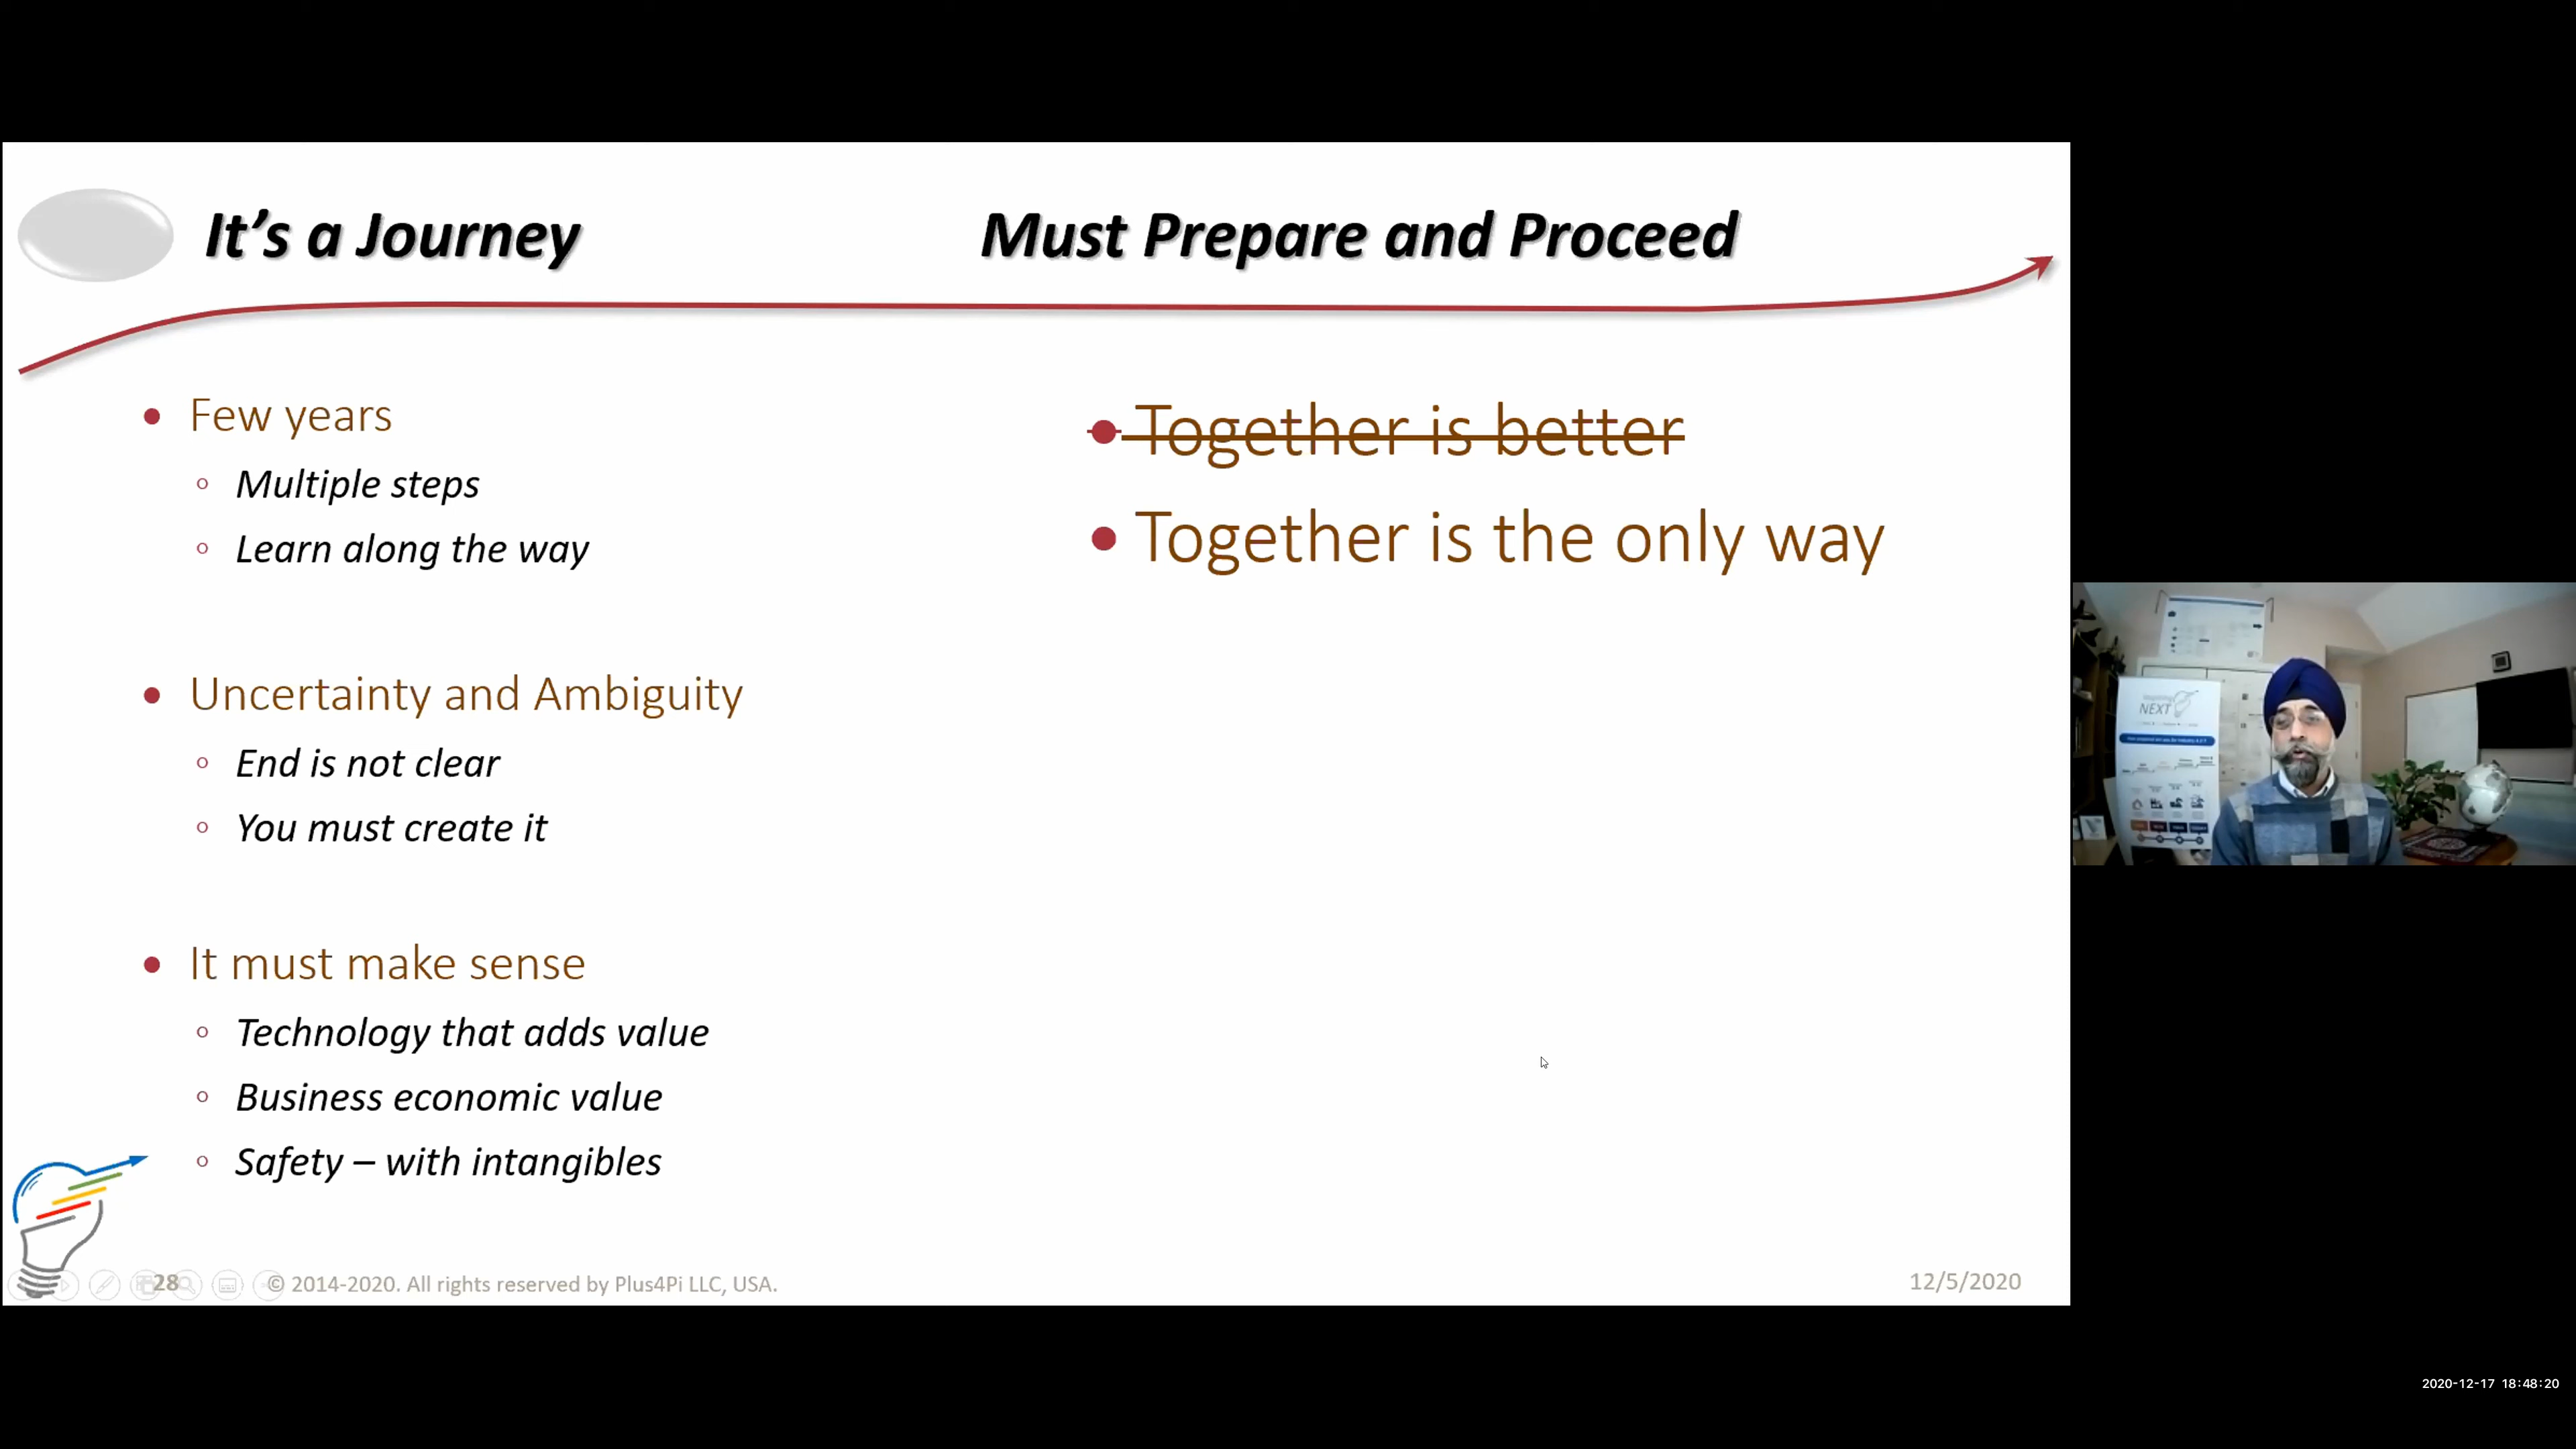 It's a Journey
Must Prepare and Proceed
Few years
Multiple steps
Learn along the way
Uncertainty and Ambiguity
End is not clear
You must create it
It must make sense
Technology that adds value
Business economic value
Safety – with intangibles
Together is better
Together is the only way
NEXT
28
© 2014-2020. All rights reserved by Plus4Pi LLC, USA.
12/5/2020
2020-12-17 18:48:20